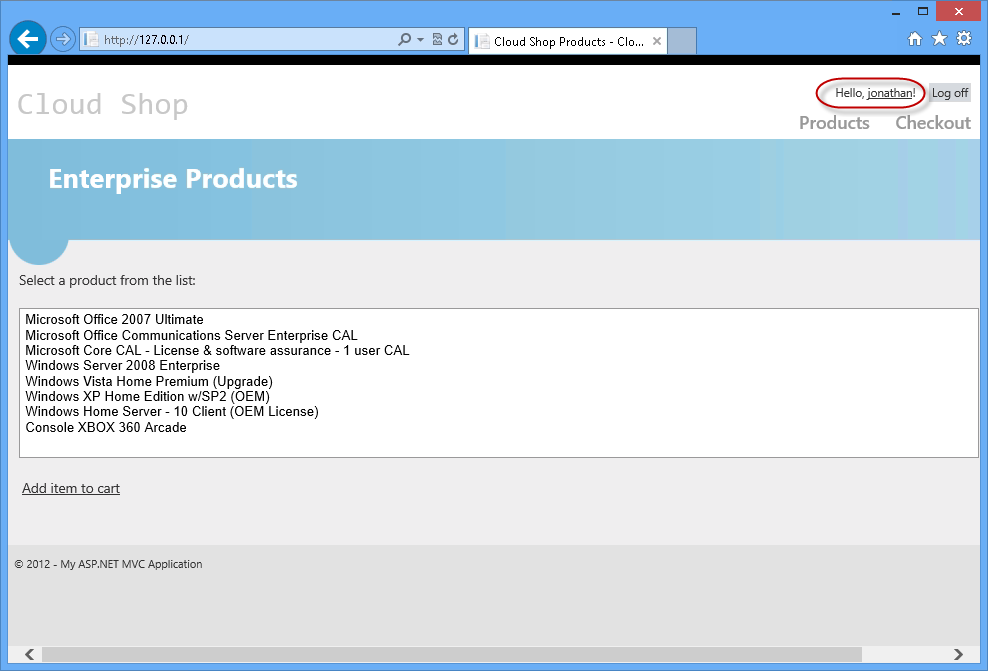 http://127.0.0.1/
Cloud Shop Products - Clo...
Hello, jonathan!
Log off
Cloud Shop
Products
Checkout
Enterprise Products
Select a product from the list:
Microsoft Office 2007 Ultimate
Microsoft Office Communications Server Enterprise CAL
Microsoft Core CAL - License & software assurance - 1 user CAL
Windows Server 2008 Enterprise
Windows Vista Home Premium (Upgrade)
Windows XP Home Edition w/SP2 (OEM)
Windows Home Server - 10 Client (OEM License)
Console XBOX 360 Arcade
Add item to cart
© 2012 - My ASP.NET MVC Application